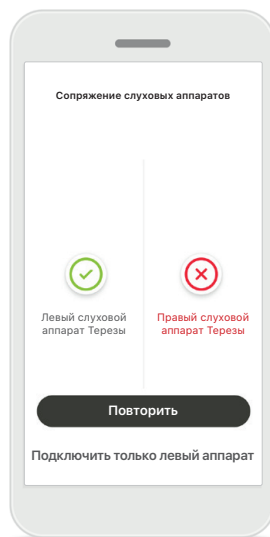 Сопряжение слуховых аппаратов
Левый слуховой
аппарат Терезы
Правый слуховой
аппарат Терезы
Повторить
Подключить только левый аппарат